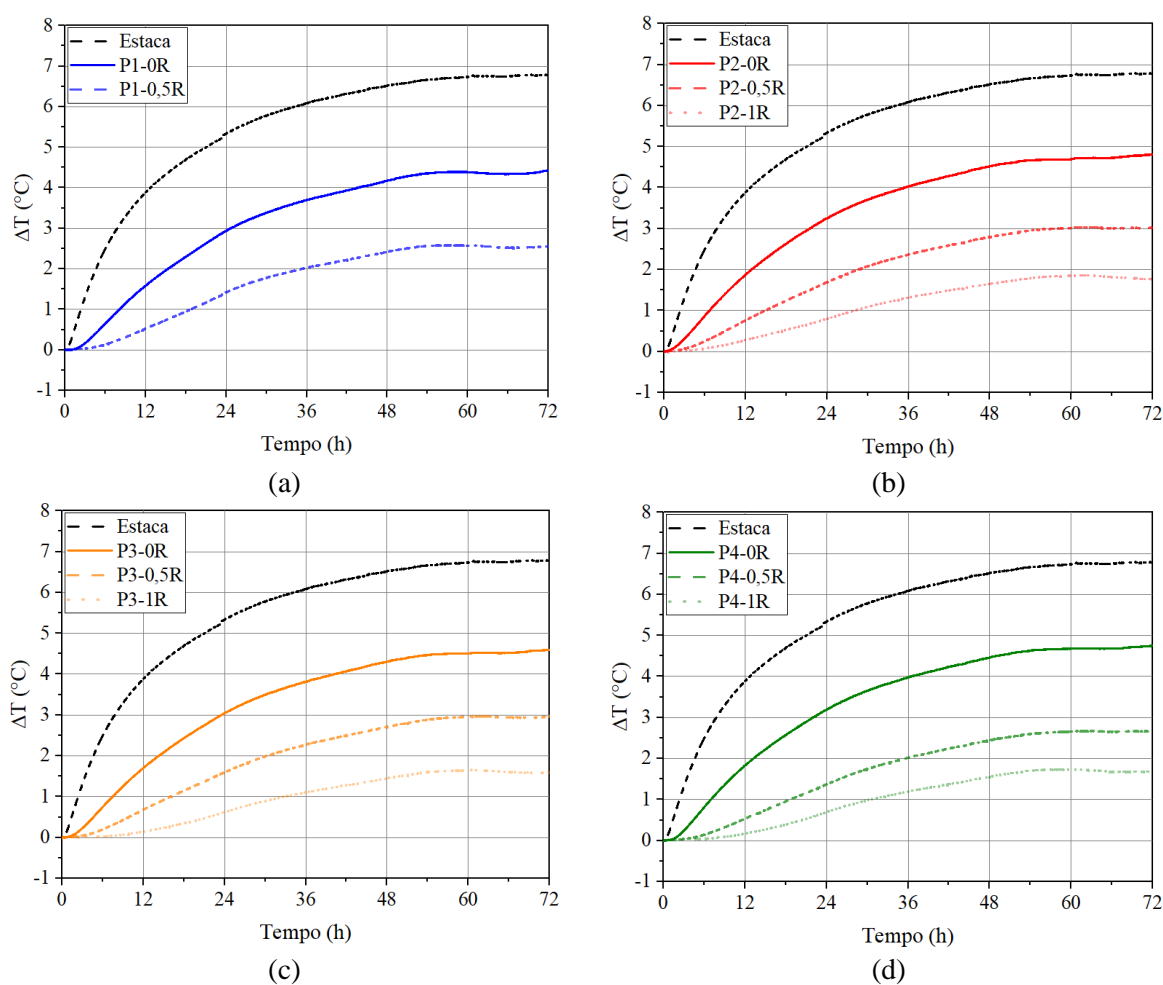 8
7
6
5
4
3
2
1
0
-1
ΔT (°C)
Estaca
P1-0R
P1-0,5R
0 12 24 36 48 60 72
Tempo (h)
(a)
8
7
6
5
4
3
2
1
0
-1
ΔT (°C)
Estaca
P2-0R
P2-0,5R
P2-1R
0 12 24 36 48 60 72
Tempo (h)
(b)
8
7
6
5
4
3
2
1
0
-1
ΔT (°C)
Estaca
P3-0R
P3-0,5R
P3-1R
0 12 24 36 48 60 72
Tempo (h)
(c)
8
7
6
5
4
3
2
1
0
-1
ΔT (°C)
Estaca
P4-0R
P4-0,5R
P4-1R
0 12 24 36 48 60 72
Tempo (h)
(d)